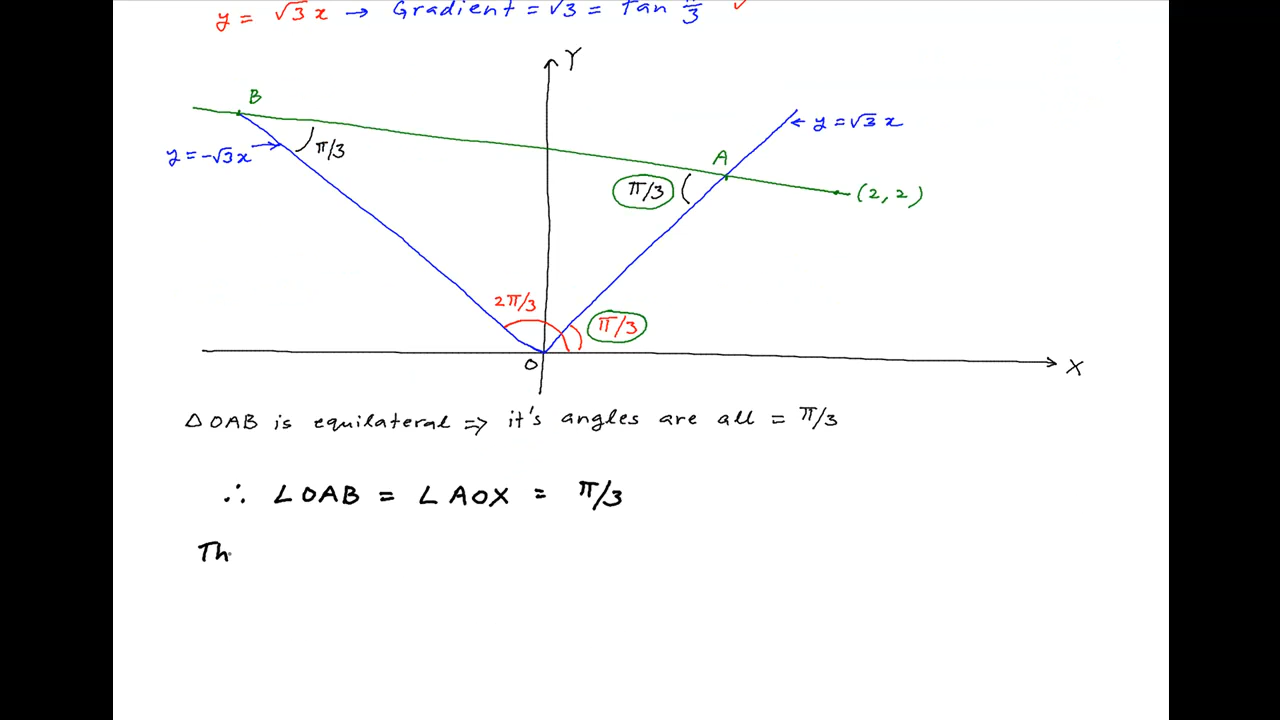 y = √3 x → Gradient = √3 = Tan π/3 ✓
Y
B
y = √3 x
A
y = -√3 x
π/3
π/3
(2, 2)
2π/3
π/3
O
X
Δ OAB is equilateral ⇒ it's angles are all = π/3
∴ ∠OAB = ∠AOX = π/3
Th